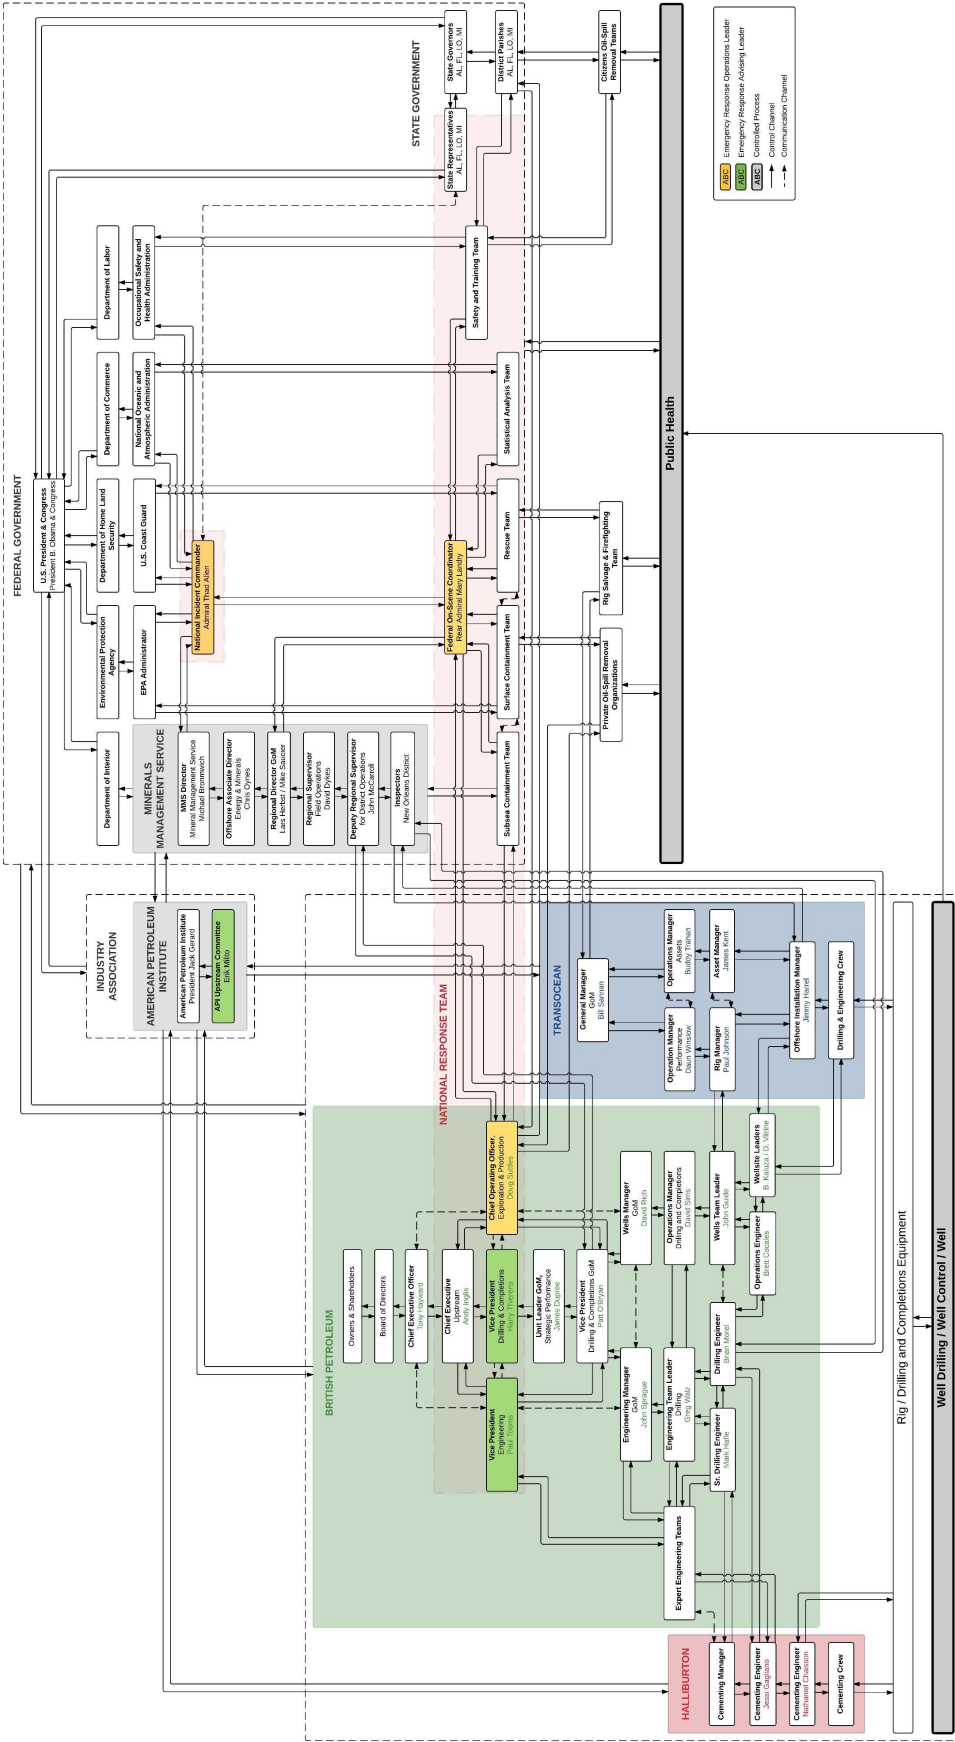 FEDERAL GOVERNMENT
U.S. President & Congress
President B. Obama & Congress
STATE GOVERNMENT
State Governors
AL, FL, LO, MI
State Representatives
AL, FL, LO, MI
District Parishes
AL, FL, LO, MI
Citizens Oil-Spill
Removal Teams
Department of Interior
Environmental Protection
Agency
Department of Home Land
Security
Department of Commerce
Department of Labor
EPA Administrator
U.S. Coast Guard
National Oceanic and
Atmospheric Administration
Occupational Safety and
Health Administration
National Incident Commander
Admiral Thad Allen
MINERALS
MANAGEMENT SERVICE
MMS Director
Mineral Management Service
Michael Bromwich
Offshore Associate Director
Energy & Minerals
Chris Oynes
Regional Director GoM
Lars Herbst / Mike Saucier
Regional Supervisor
Field Operations
David Dykes
Deputy Regional Supervisor
for District Operations
John McCarroll
Inspectors
New Orleans District
Federal On-Scene Coordinator
Rear Admiral Mary Landry
Safety and Training Team
Subsea Containment Team
Surface Containment Team
Rescue Team
Statistical Analysis Team
Private Oil-Spill Removal
Organizations
Rig Salvage & Firefighting
Team
Public Health
ABC
Emergency Response Operations Leader
ABC
Emergency Response Advising Leader
ABC
Controlled Process
Control Channel
Communication Channel
INDUSTRY
ASSOCIATION
AMERICAN PETROLEUM
INSTITUTE
American Petroleum Institute
President Jack Gerard
API Upstream Committee
Erik Milito
NATIONAL RESPONSE TEAM
TRANSOCEAN
General Manager
GoM
Bill Sannan
Operation Manager
Performance
Daun Winslow
Operations Manager
Assets
Buddy Trahan
Rig Manager
Paul Johnson
Asset Manager
James Kent
Offshore Installation Manager
Jimmy Harrel
Drilling & Engineering Crew
BRITISH PETROLEUM
Owners & Shareholders
Board of Directors
Chief Executive Officer
Tony Hayward
Chief Executive
Upstream
Andy Inglis
Vice President
Engineering
Paul Tooms
Vice President
Drilling & Completions
Harry Thierens
Chief Operating Officer,
Exploration & Production
Doug Suttles
Unit Leader GoM,
Strategic Performance
James Dupree
Vice President
Drilling & Completions GoM
Patt O'Bryan
Engineering Manager
GoM
John Sprague
Wells Manager
GoM
David Rich
Expert Engineering Teams
Engineering Team Leader
Drilling
Greg Walz
Operations Manager
Drilling and Completions
David Sims
Sr. Drilling Engineer
Mark Hafle
Drilling Engineer
Brian Morel
Wells Team Leader
John Guide
Operations Engineer
Brett Cocales
Wellsite Leaders
B. Kaluza / D. Vitrine
HALLIBURTON
Cementing Manager
Cementing Engineer
Jessi Gagliano
Cementing Engineer
Nathaniel Chaisson
Cementing Crew
Rig / Drilling and Completions Equipment
Well Drilling / Well Control / Well